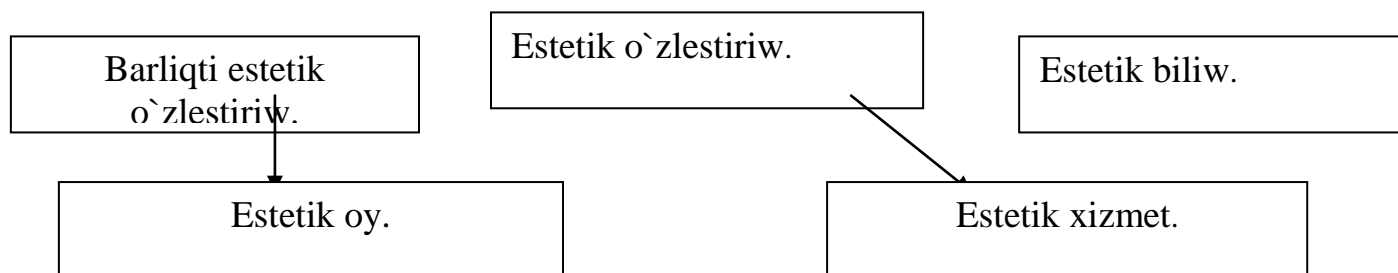 Barliqti estetik
o`zlestiriw.
Estetik o`zlestiriw.
Estetik biliw.
Estetik oy.
Estetik xizmet.